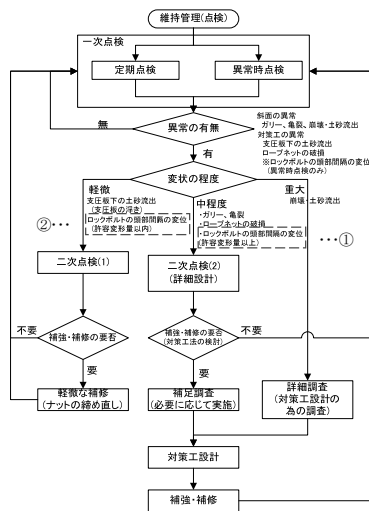 維持管理(点検)
一次点検
定期点検
異常時点検
異常の有無
無
有
斜面の異常
ガリー、亀裂、崩壊・土砂流出
対策工の異常
支圧板下の土砂流出
ロープネットの破損
※ロックボルトの頭部間隔の変位
(異常時点検のみ)
変状の程度
軽微
支圧板下の土砂流出
(支圧板の浮き)
ロックボルトの頭部間隔の変位
(許容変形量以内)
②・・・
中程度
・ガリー、亀裂
・ロープネットの破損
・ロックボルトの頭部間隔の変位
(許容変形量以上)
重大
崩壊・土砂流出
・・・①
二次点検(1)
二次点検(2)
(詳細設計)
不要
補強・補修の要否
要
補強・補修の要否
(対策工法の検討)
不要
要
軽微な補修
(ナットの締め直し)
補足調査
(必要に応じて実施)
詳細調査
(対策工設計の
為の調査)
対策工設計
補強・補修